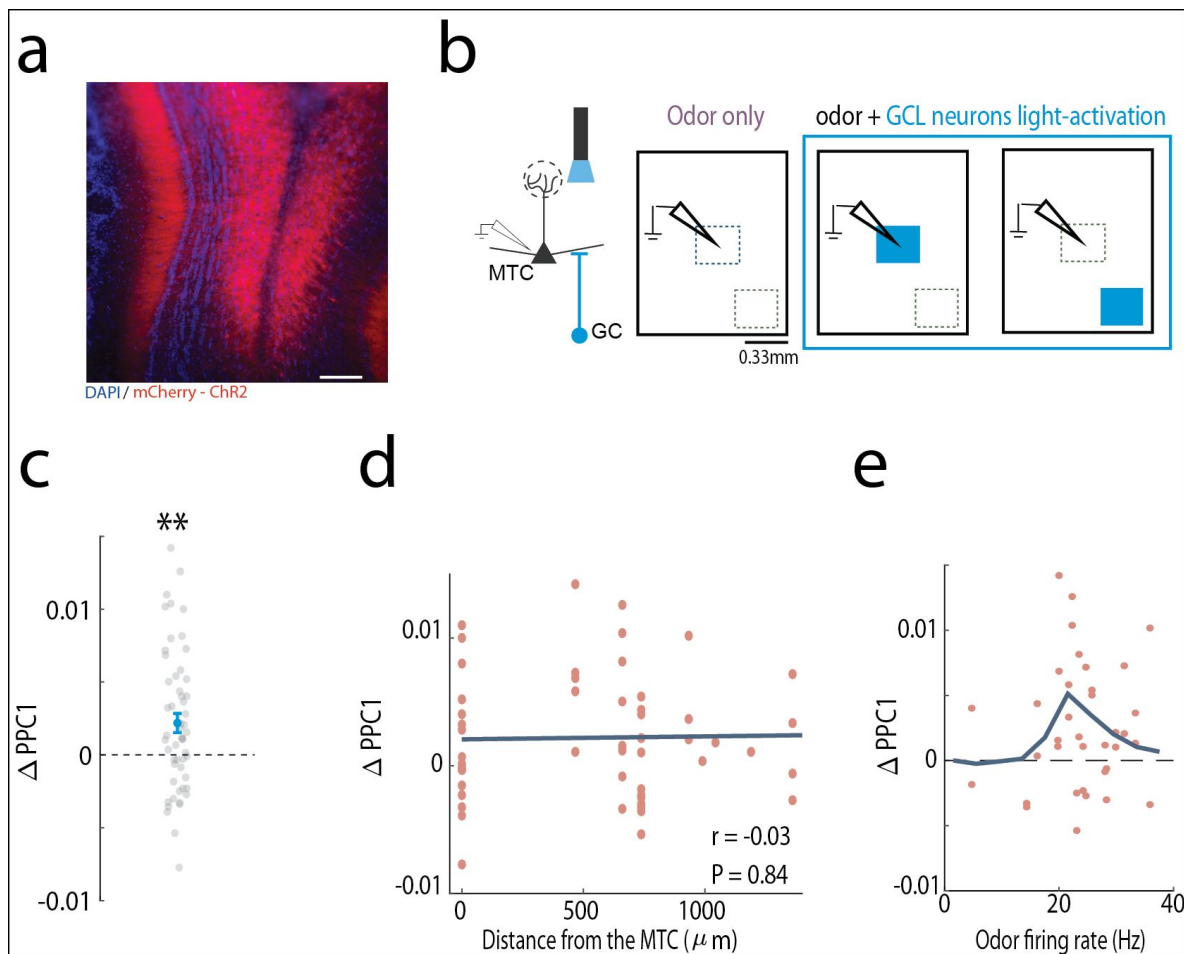 a
DAPI/ mCherry - ChR2
b
MTC
GC
Odor only
odor + GCL neurons light-activation
0.33mm
c
**
Δ PPC1
0.01
0
-0.01
d
Δ PPC1
0.01
0
-0.01
r = -0.03
P = 0.84
0
500
1000
Distance from the MTC (μm)
e
Δ PPC1
0.01
0
-0.01
0
20
40
Odor firing rate (Hz)